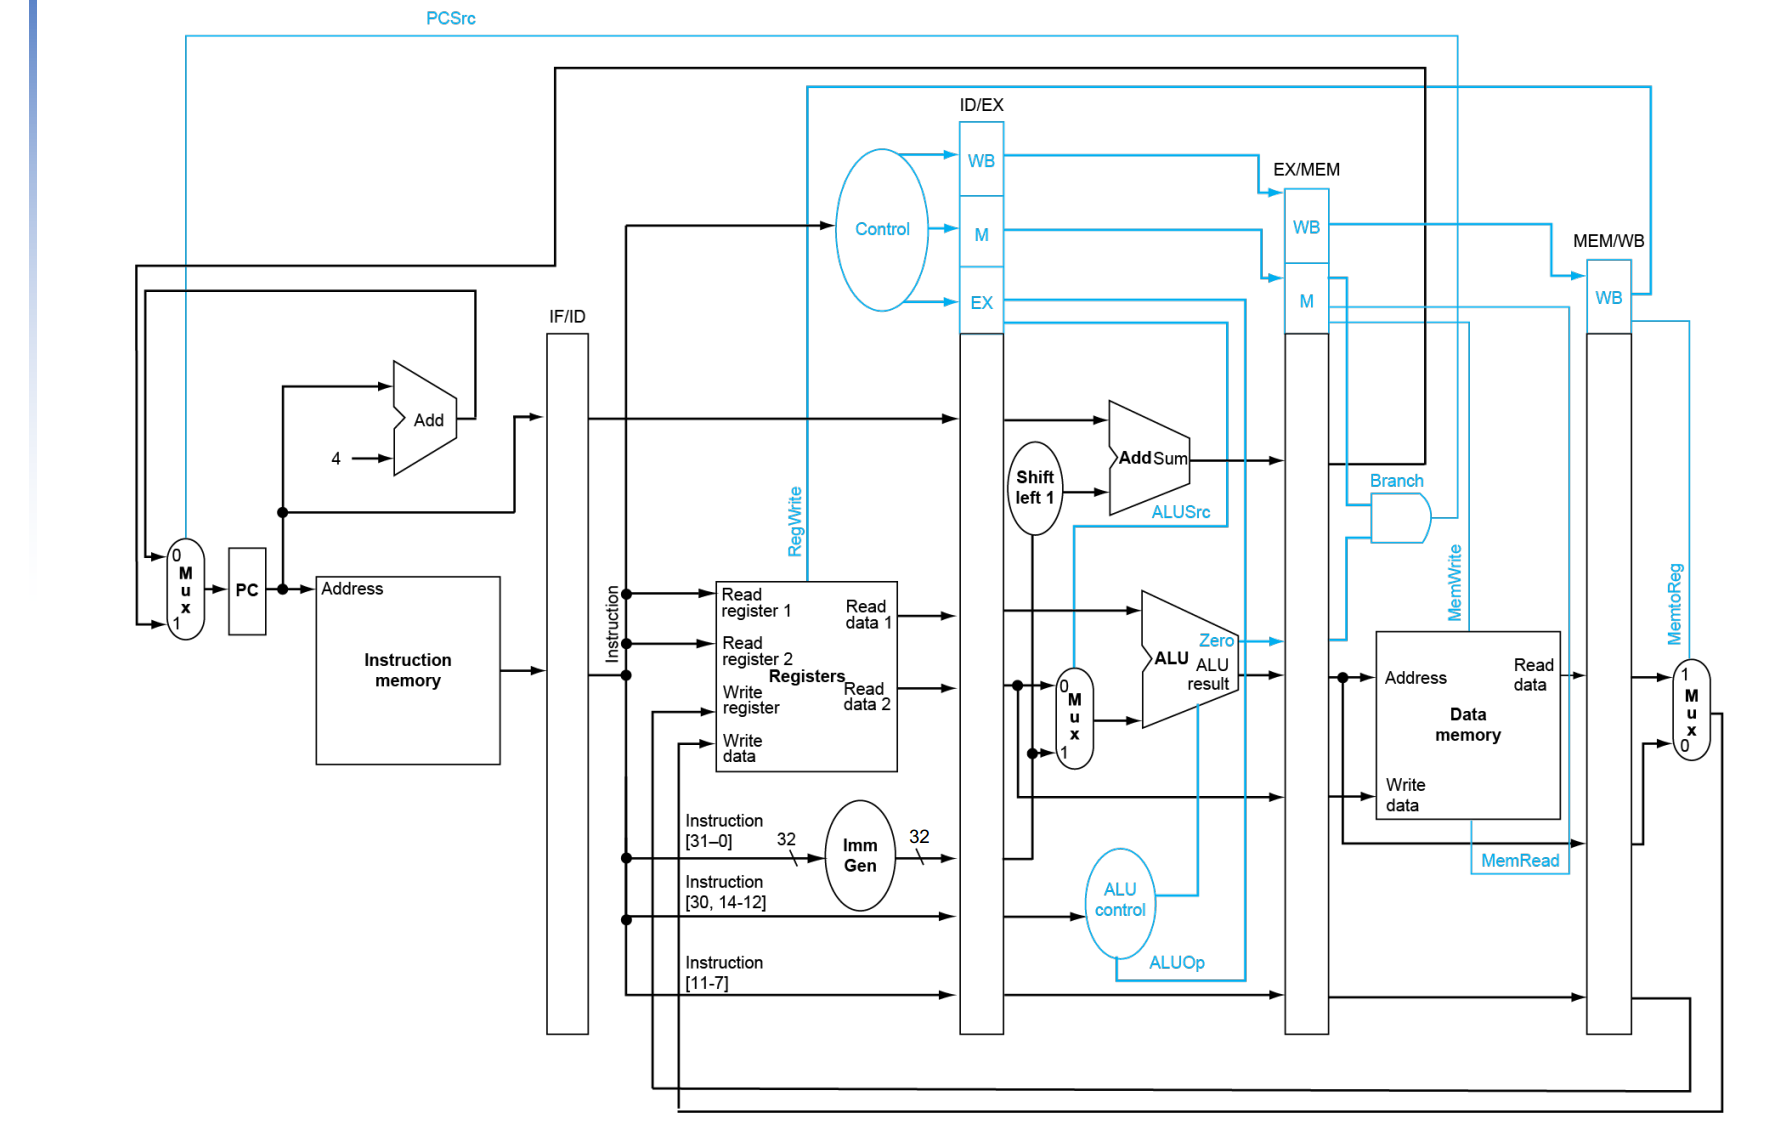 PCSrc
ID/EX
WB
EX/MEM
Control
M
WB
MEM/WB
EX
M
WB
IF/ID
Add
4
Add Sum
Shift
left 1
Branch
ALUSrc
RegWrite
MemWrite
MemtoReg
0
M
u
x
1
PC
Address
Instruction
memory
Instruction
Read
register 1
Read
register 2
Write
register
Write
data
Registers
Read
data 1
Read
data 2
0
M
u
x
1
Zero
ALU
ALU
result
Address
Read
data
Data
memory
Write
data
MemRead
1
M
u
x
0
Instruction
[31–0]
32
Imm
Gen
32
Instruction
[30, 14-12]
ALU
control
ALUOp
Instruction
[11-7]